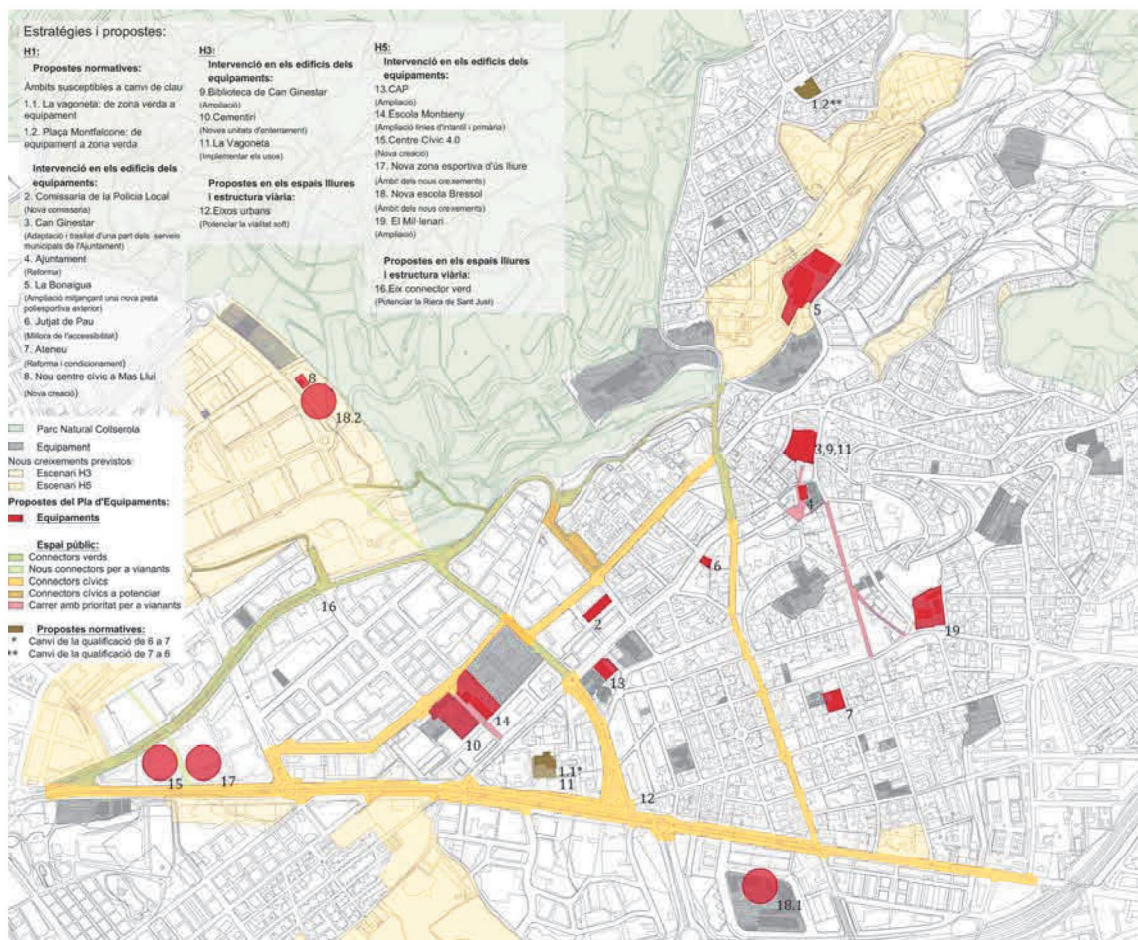 Estratégies i propostes:
H1:
Propostes normatives:
Àmbits susceptibles a canvi de clau
1.1. La vagoneta: de zona verda a
equipament
1.2. Plaça Montfalcone: de
equipament a zona verda
Intervenció en els edificis dels
equipaments:
2. Comissaria de la Policia Local
(Nova comissaria)
3. Can Ginestar
(Adaptació i trasllat d'una part dels serveis
municipals de l'Ajuntament)
4. Ajuntament
(Reforma)
5. La Bonaigua
(Ampliació mitjançant una nova pista
poliesportiva exterior)
6. Jutjat de Pau
(Millora de l'accessibilitat)
7. Ateneu
(Reforma i condicionament)
8. Nou centre cívic a Mas Lluí
(Nova creació)
H3:
Intervenció en els edificis dels
equipaments:
9.Biblioteca de Can Ginestar
(Ampliació)
10.Cementiri
(Noves unitats d'enterrament)
11.La Vagoneta
(Implementar els usos)
Propostes en els espais lliures
i estructura viària:
12.Eixos urbans
(Potenciar la vialitat soft)
H5:
Intervenció en els edificis dels
equipaments:
13.CAP
(Ampliació)
14.Escola Montseny
(Ampliació línies d'infantil i primària)
15.Centre Cívic 4.0
(Nova creació)
17. Nova zona esportiva d'ús lliure
(Àmbit dels nous creixements)
18. Nova escola Bressol
(Àmbit dels nous creixements)
19. El Mil·lenari
(Ampliació)
Propostes en els espais lliures
i estructura viària:
16.Eix connector verd
(Potenciar la Riera de Sant Just)
Parc Natural Collserola
Equipament
Nous creixements previstos:
Escenari H3
Escenari H5
Propostes del Pla d'Equipaments:
Equipaments
Espai públic:
Connectors verds
Nous connectors per a vianants
Connectors cívics
Connectors cívics a potenciar
Carrer amb prioritat per a vianants
Propostes normatives:
* Canvi de la qualificació de 6 a 7
** Canvi de la qualificació de 7 a 6
1.2**
5
8
18.2
3,9,11
4
6
16
2
19
13
7
14
10
1.1*
11
15
17
12
18.1